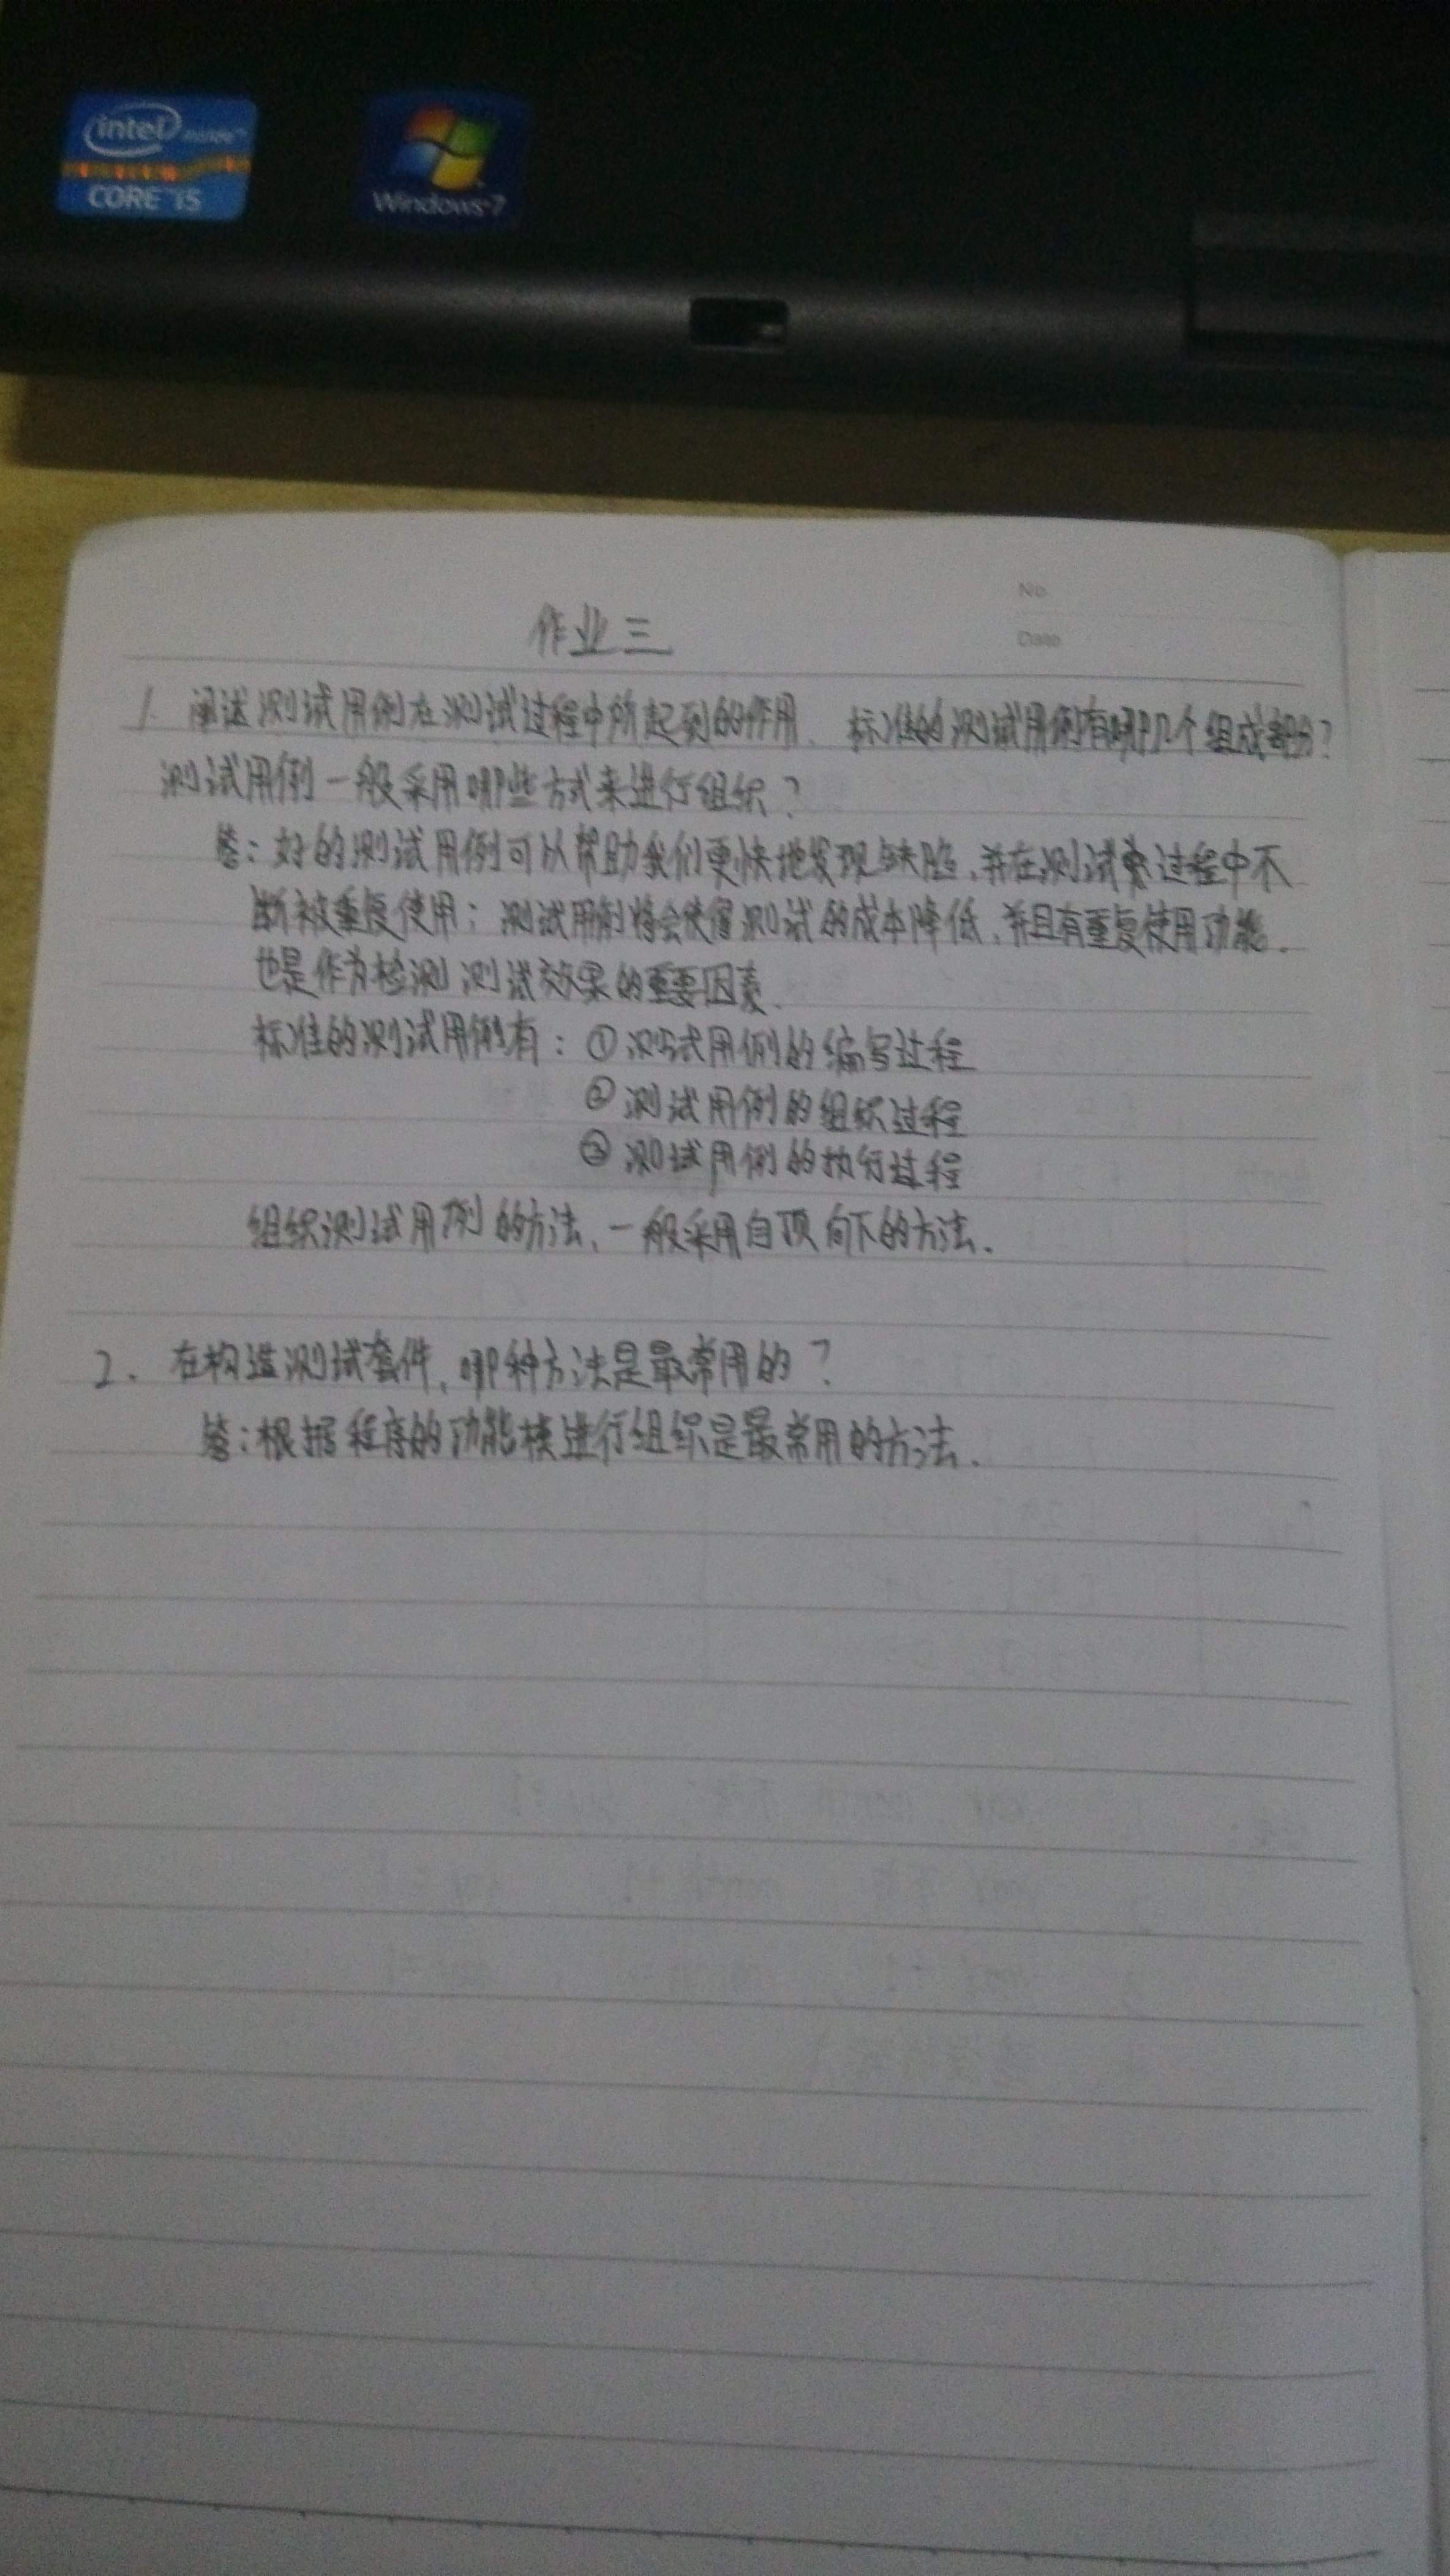 intel inside™
CORE™ i5
Windows 7
No.
Date
作业三
1. 阐述测试用例在测试过程中所起到的作用、标准的测试用例有哪几个组成部分?
测试用例一般采用哪些方式来进行组织?
答:好的测试用例可以帮助我们更快地发现缺陷,并在测试过程中不
断被重复使用;测试用例将会使得测试的成本降低,并且有重复使用功能.
也是作为检测测试效果的重要因素.
标准的测试用例有:①测试用例的编写过程
②测试用例的组织过程
③测试用例的执行过程
组织测试用例的方法,一般采用自顶向下的方法.
2. 在构造测试套件,哪种方法是最常用的?
答:根据程序的功能模进行组织是最常用的方法.